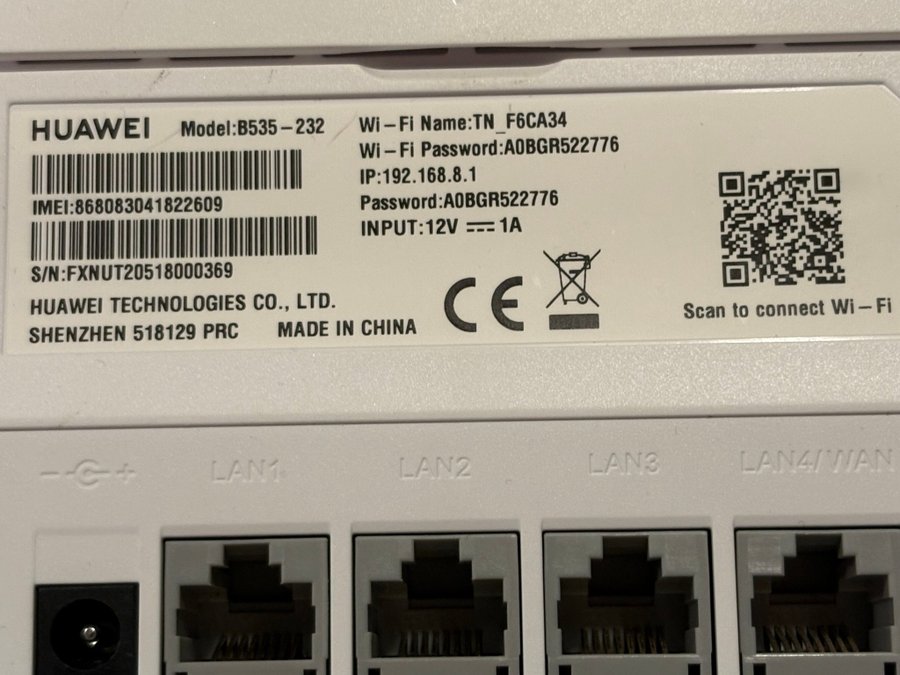 HUAWEI Model:B535-232
IMEI:868083041822609
S/N:FXNUT20518000369
HUAWEI TECHNOLOGIES CO., LTD.
SHENZHEN 518129 PRC MADE IN CHINA
Wi-Fi Name:TN_F6CA34
Wi-Fi Password:A0BGR522776
IP:192.168.8.1
Password:A0BGR522776
INPUT:12V ⎓ 1A
CE
Scan to connect Wi-Fi
LAN1 LAN2 LAN3 LAN4/WAN